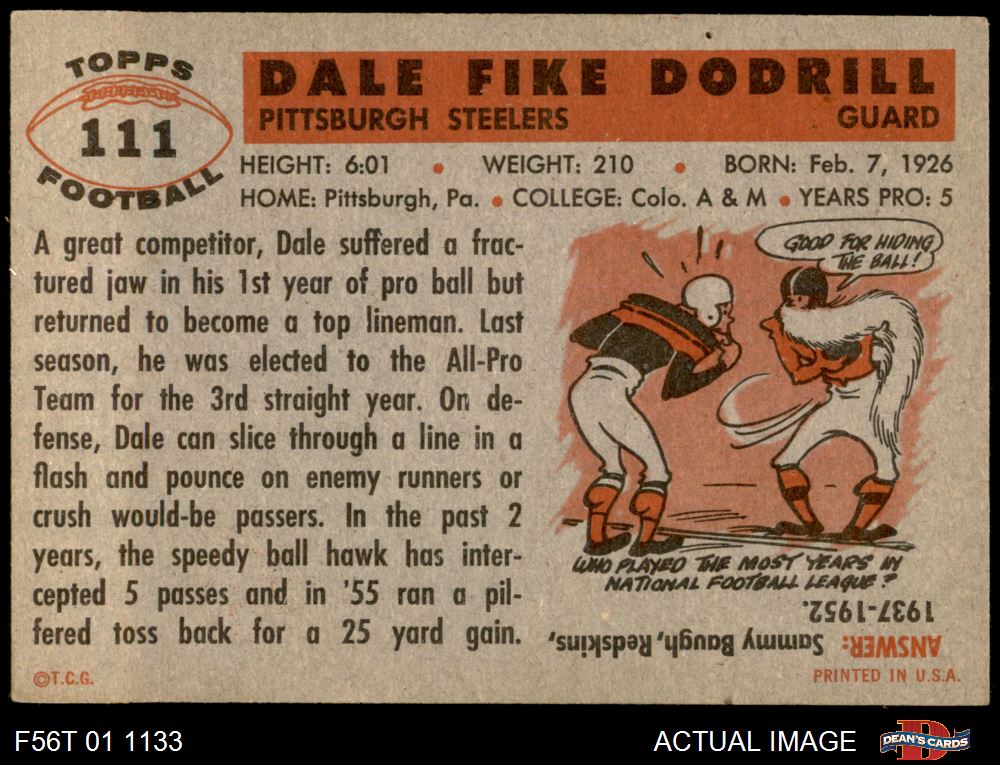 TOPPS
111
FOOTBALL
DALE FIKE DODRILL
PITTSBURGH STEELERS GUARD
HEIGHT: 6:01 • WEIGHT: 210 • BORN: Feb. 7, 1926
HOME: Pittsburgh, Pa. • COLLEGE: Colo. A & M • YEARS PRO: 5
A great competitor, Dale suffered a frac-
tured jaw in his 1st year of pro ball but
returned to become a top lineman. Last
season, he was elected to the All-Pro
Team for the 3rd straight year. On de-
fense, Dale can slice through a line in a
flash and pounce on enemy runners or
crush would-be passers. In the past 2
years, the speedy ball hawk has inter-
cepted 5 passes and in '55 ran a pil-
fered toss back for a 25 yard gain.
GOOD FOR HIDING
THE BALL!
WHO PLAYED THE MOST YEARS IN
NATIONAL FOOTBALL LEAGUE?
ANSWER: Sammy Baugh, Redskins,
1937-1952.
©T.C.G.
PRINTED IN U.S.A.
F56T 01 1133
ACTUAL IMAGE
DEAN'S CARDS